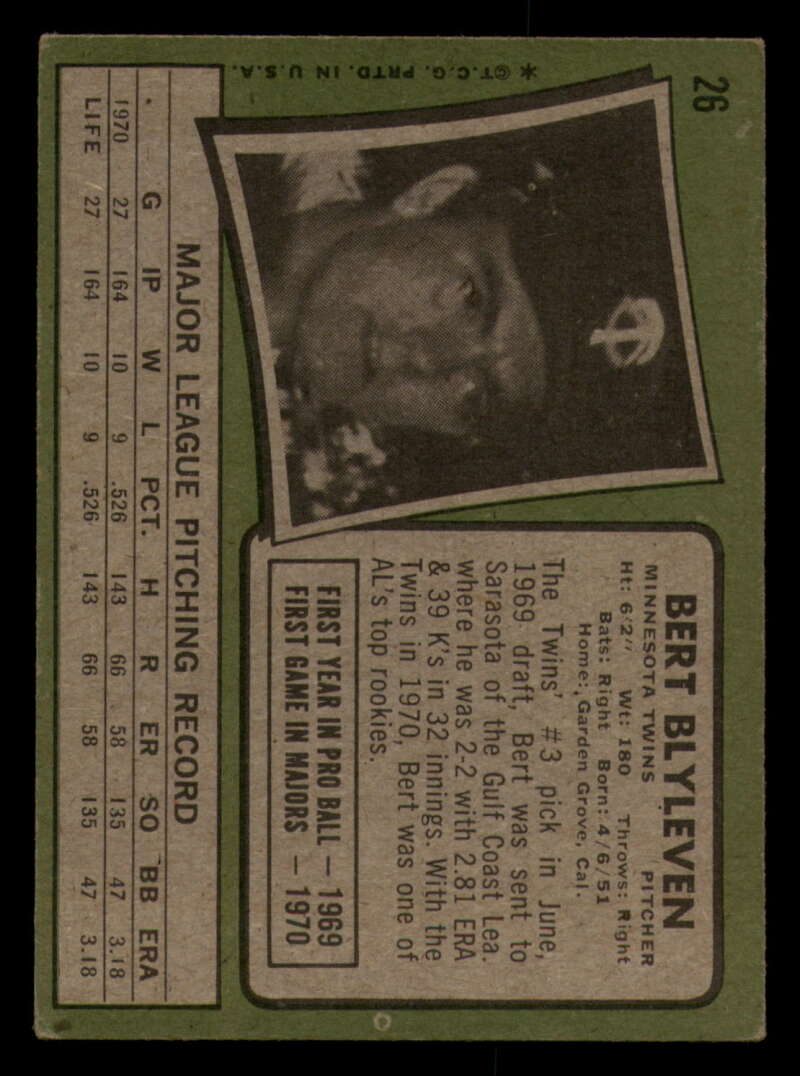 26
✶©T.C.G. PRTD. IN U.S.A.
BERT BLYLEVEN
MINNESOTA TWINS PITCHER
Ht: 6'2" Wt: 180 Throws: Right
Bats: Right Born: 4/6/51
Home: Garden Grove, Cal.
The Twins' #3 pick in June,
1969 draft, Bert was sent to
Sarasota of the Gulf Coast Lea.
where he was 2-2 with 2.81 ERA
& 39 K's in 32 innings. With the
Twins in 1970, Bert was one of
AL's top rookies.
FIRST YEAR IN PRO BALL — 1969
FIRST GAME IN MAJORS — 1970
MAJOR LEAGUE PITCHING RECORD
G IP W L PCT. H R ER SO BB ERA
1970 27 164 10 9 .526 143 66 58 135 47 3.18
LIFE 27 164 10 9 .526 143 66 58 135 47 3.18